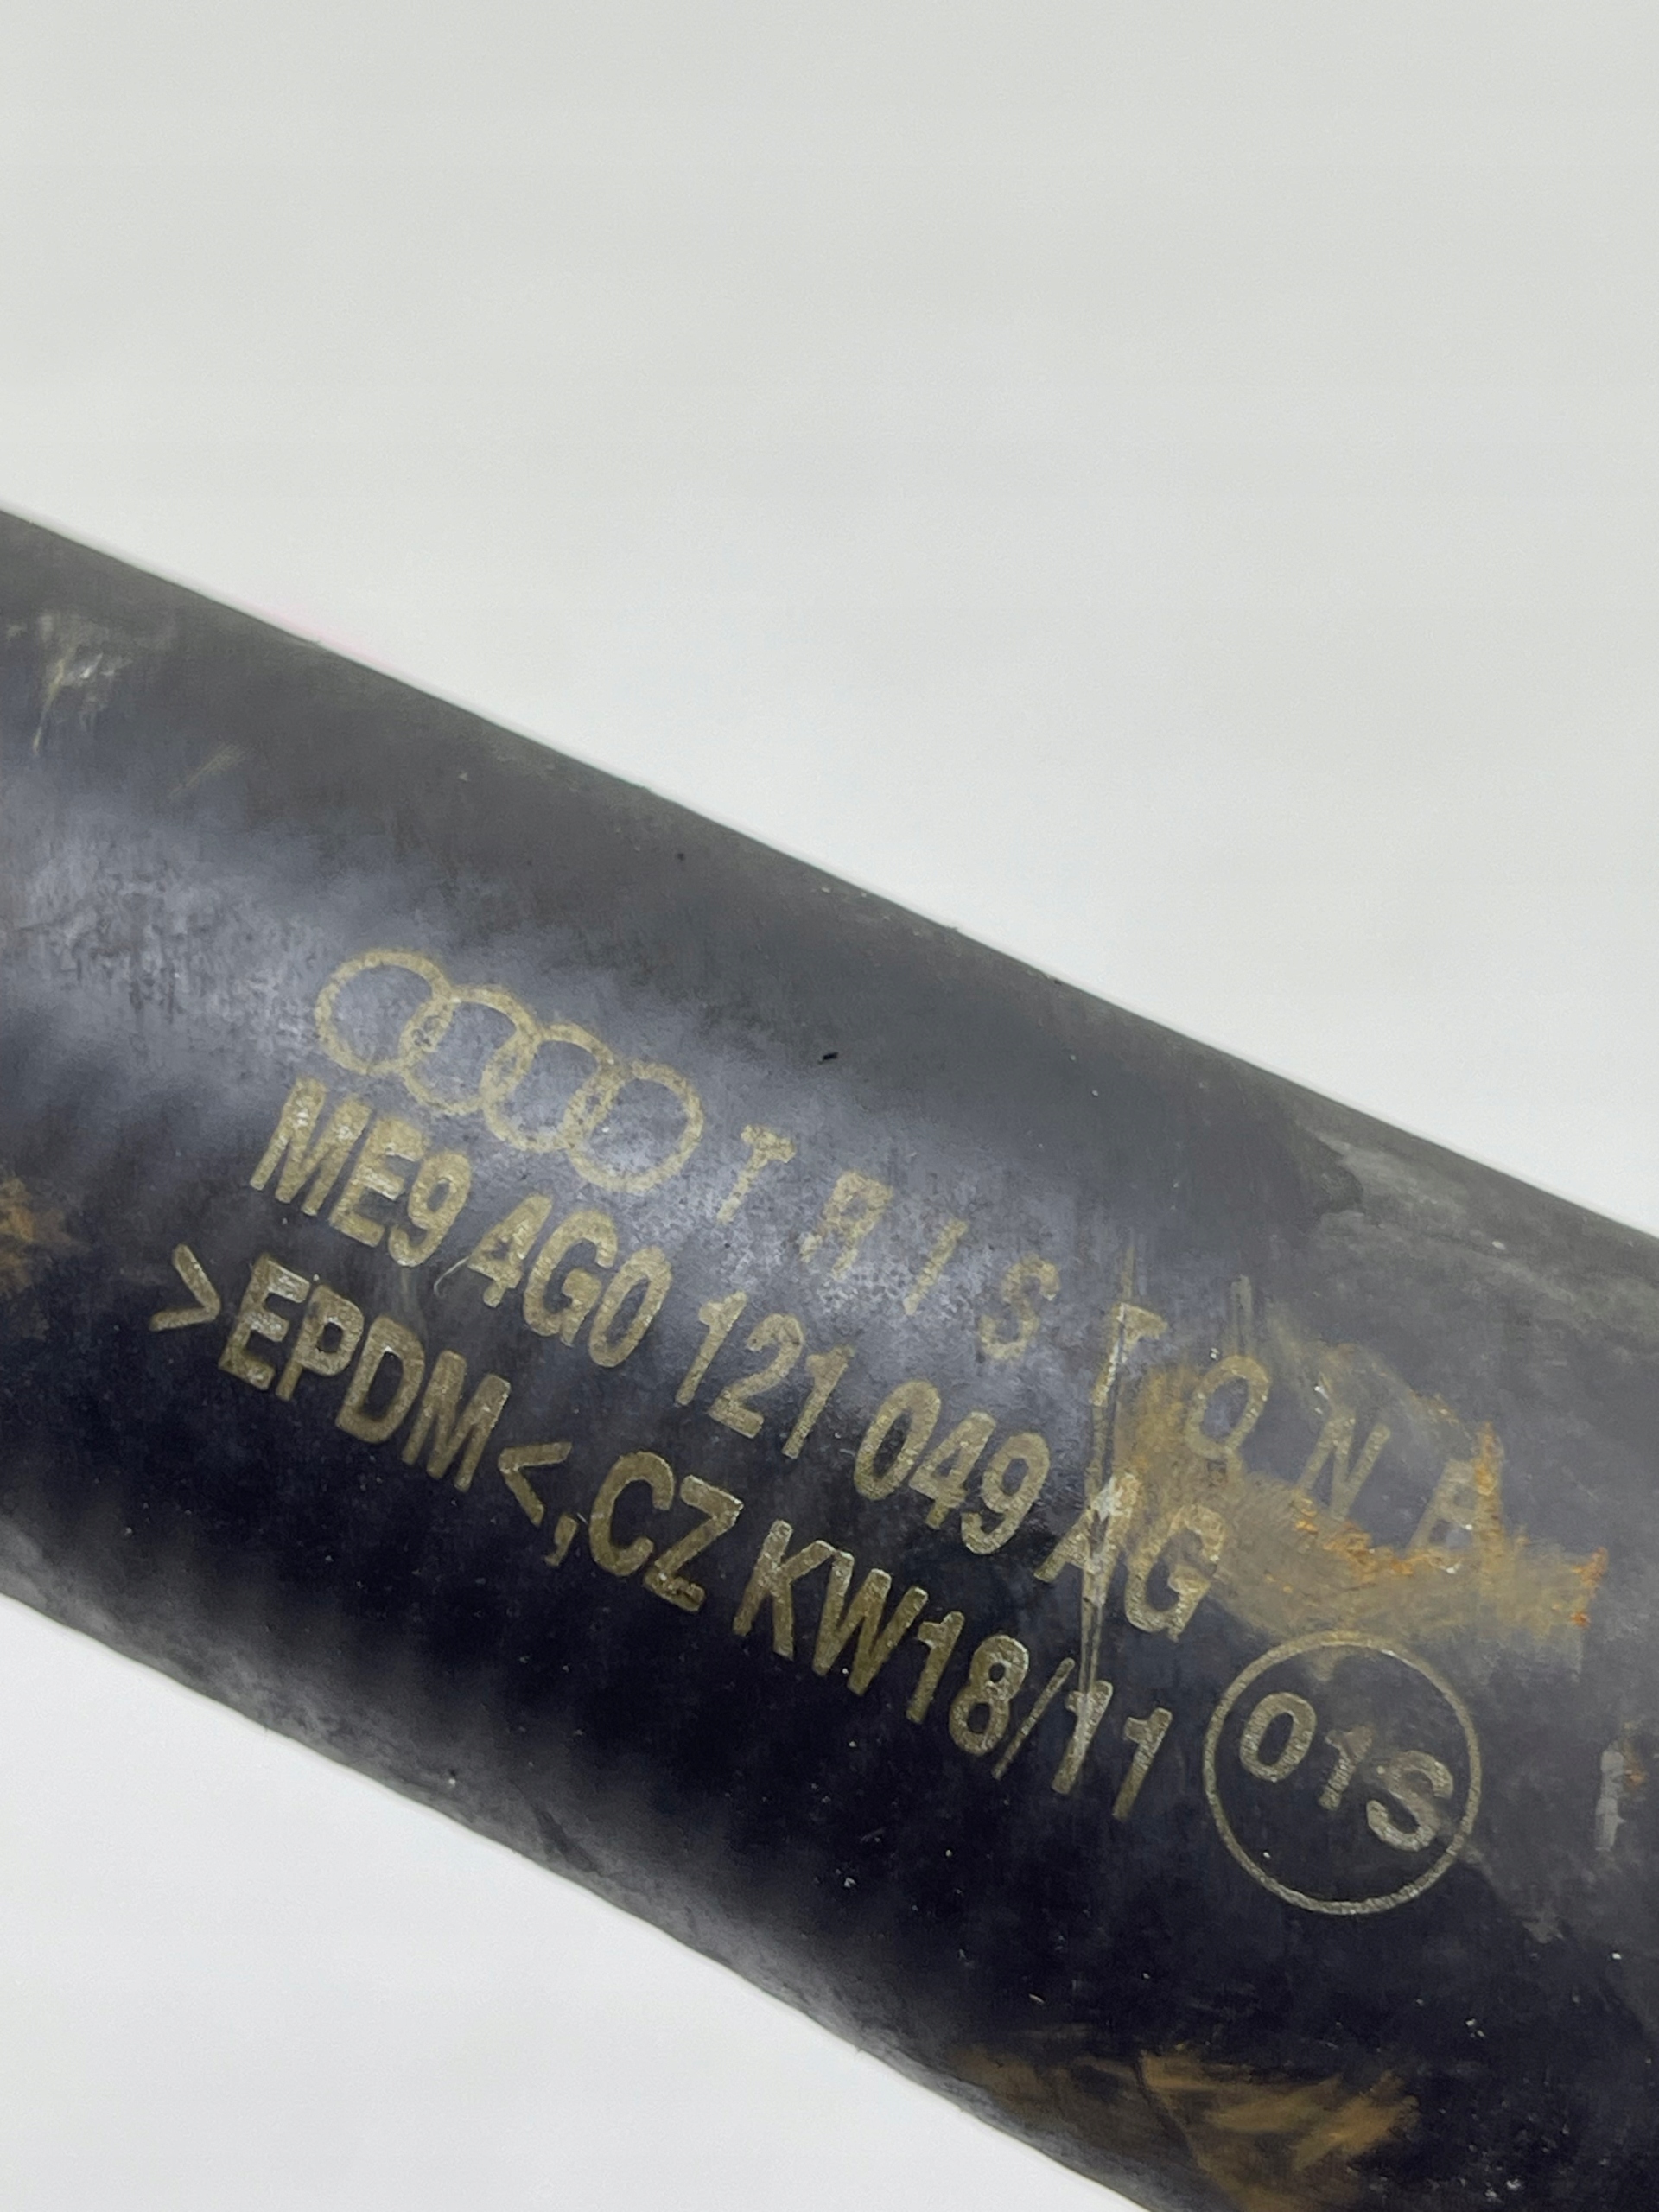 TRISTONE
ME9 4G0 121 049 AG
>EPDM<,CZ KW18/11
01S